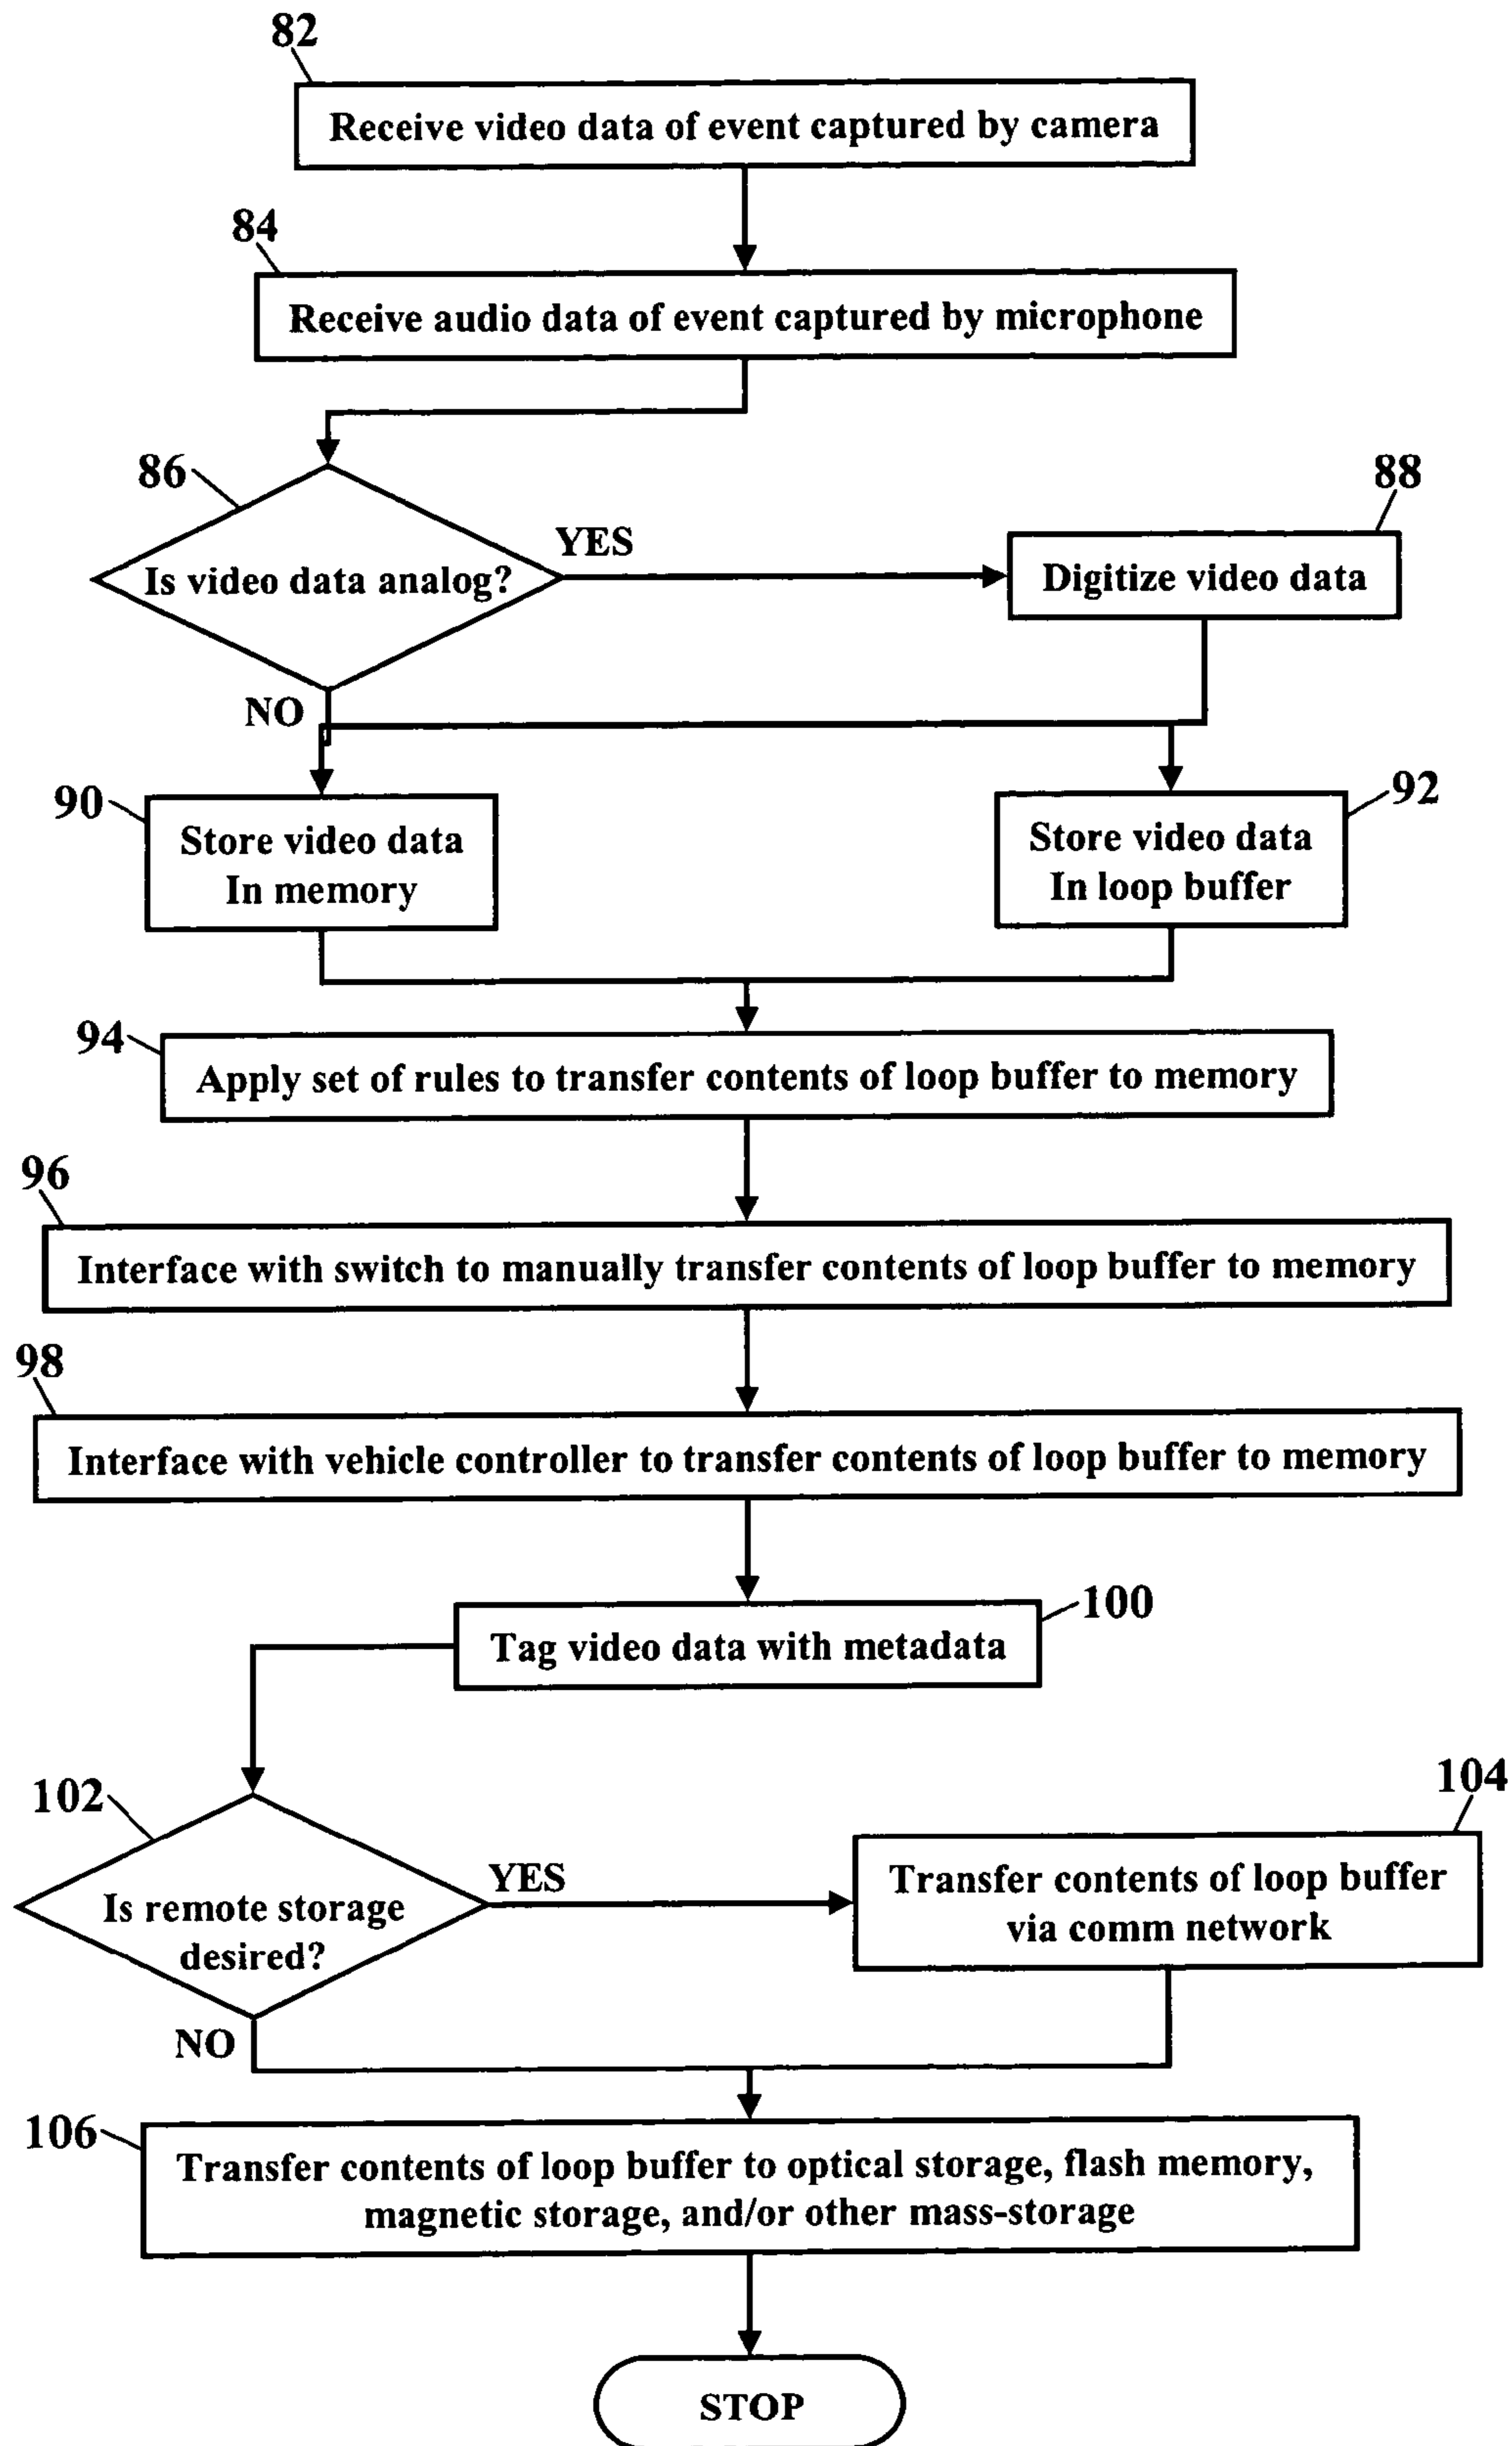 82
Receive video data of event captured by camera
84
Receive audio data of event captured by microphone
86
Is video data analog?
YES
88
Digitize video data
NO
90
Store video data
In memory
92
Store video data
In loop buffer
94
Apply set of rules to transfer contents of loop buffer to memory
96
Interface with switch to manually transfer contents of loop buffer to memory
98
Interface with vehicle controller to transfer contents of loop buffer to memory
100
Tag video data with metadata
102
Is remote storage
desired?
YES
104
Transfer contents of loop buffer
via comm network
NO
106
Transfer contents of loop buffer to optical storage, flash memory,
magnetic storage, and/or other mass-storage
STOP